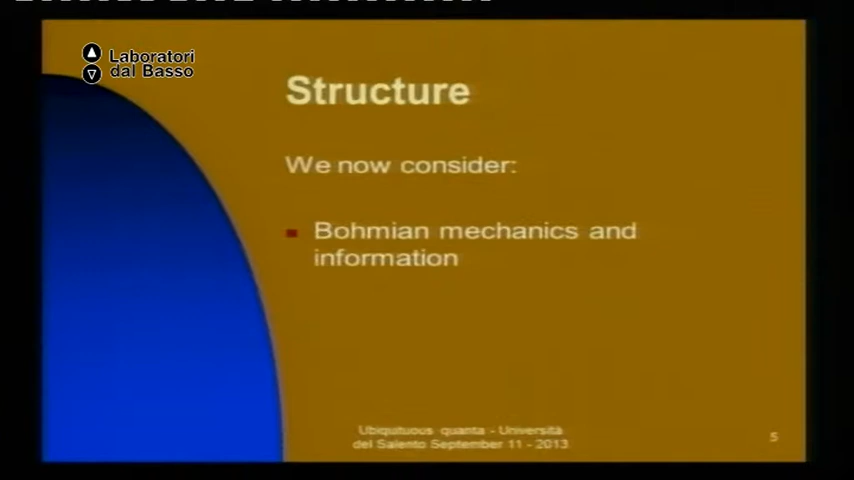 Laboratori
dal Basso
Structure
We now consider:
Bohmian mechanics and
information
Ubiquituous quanta - Università
del Salento September 11 - 2013
5